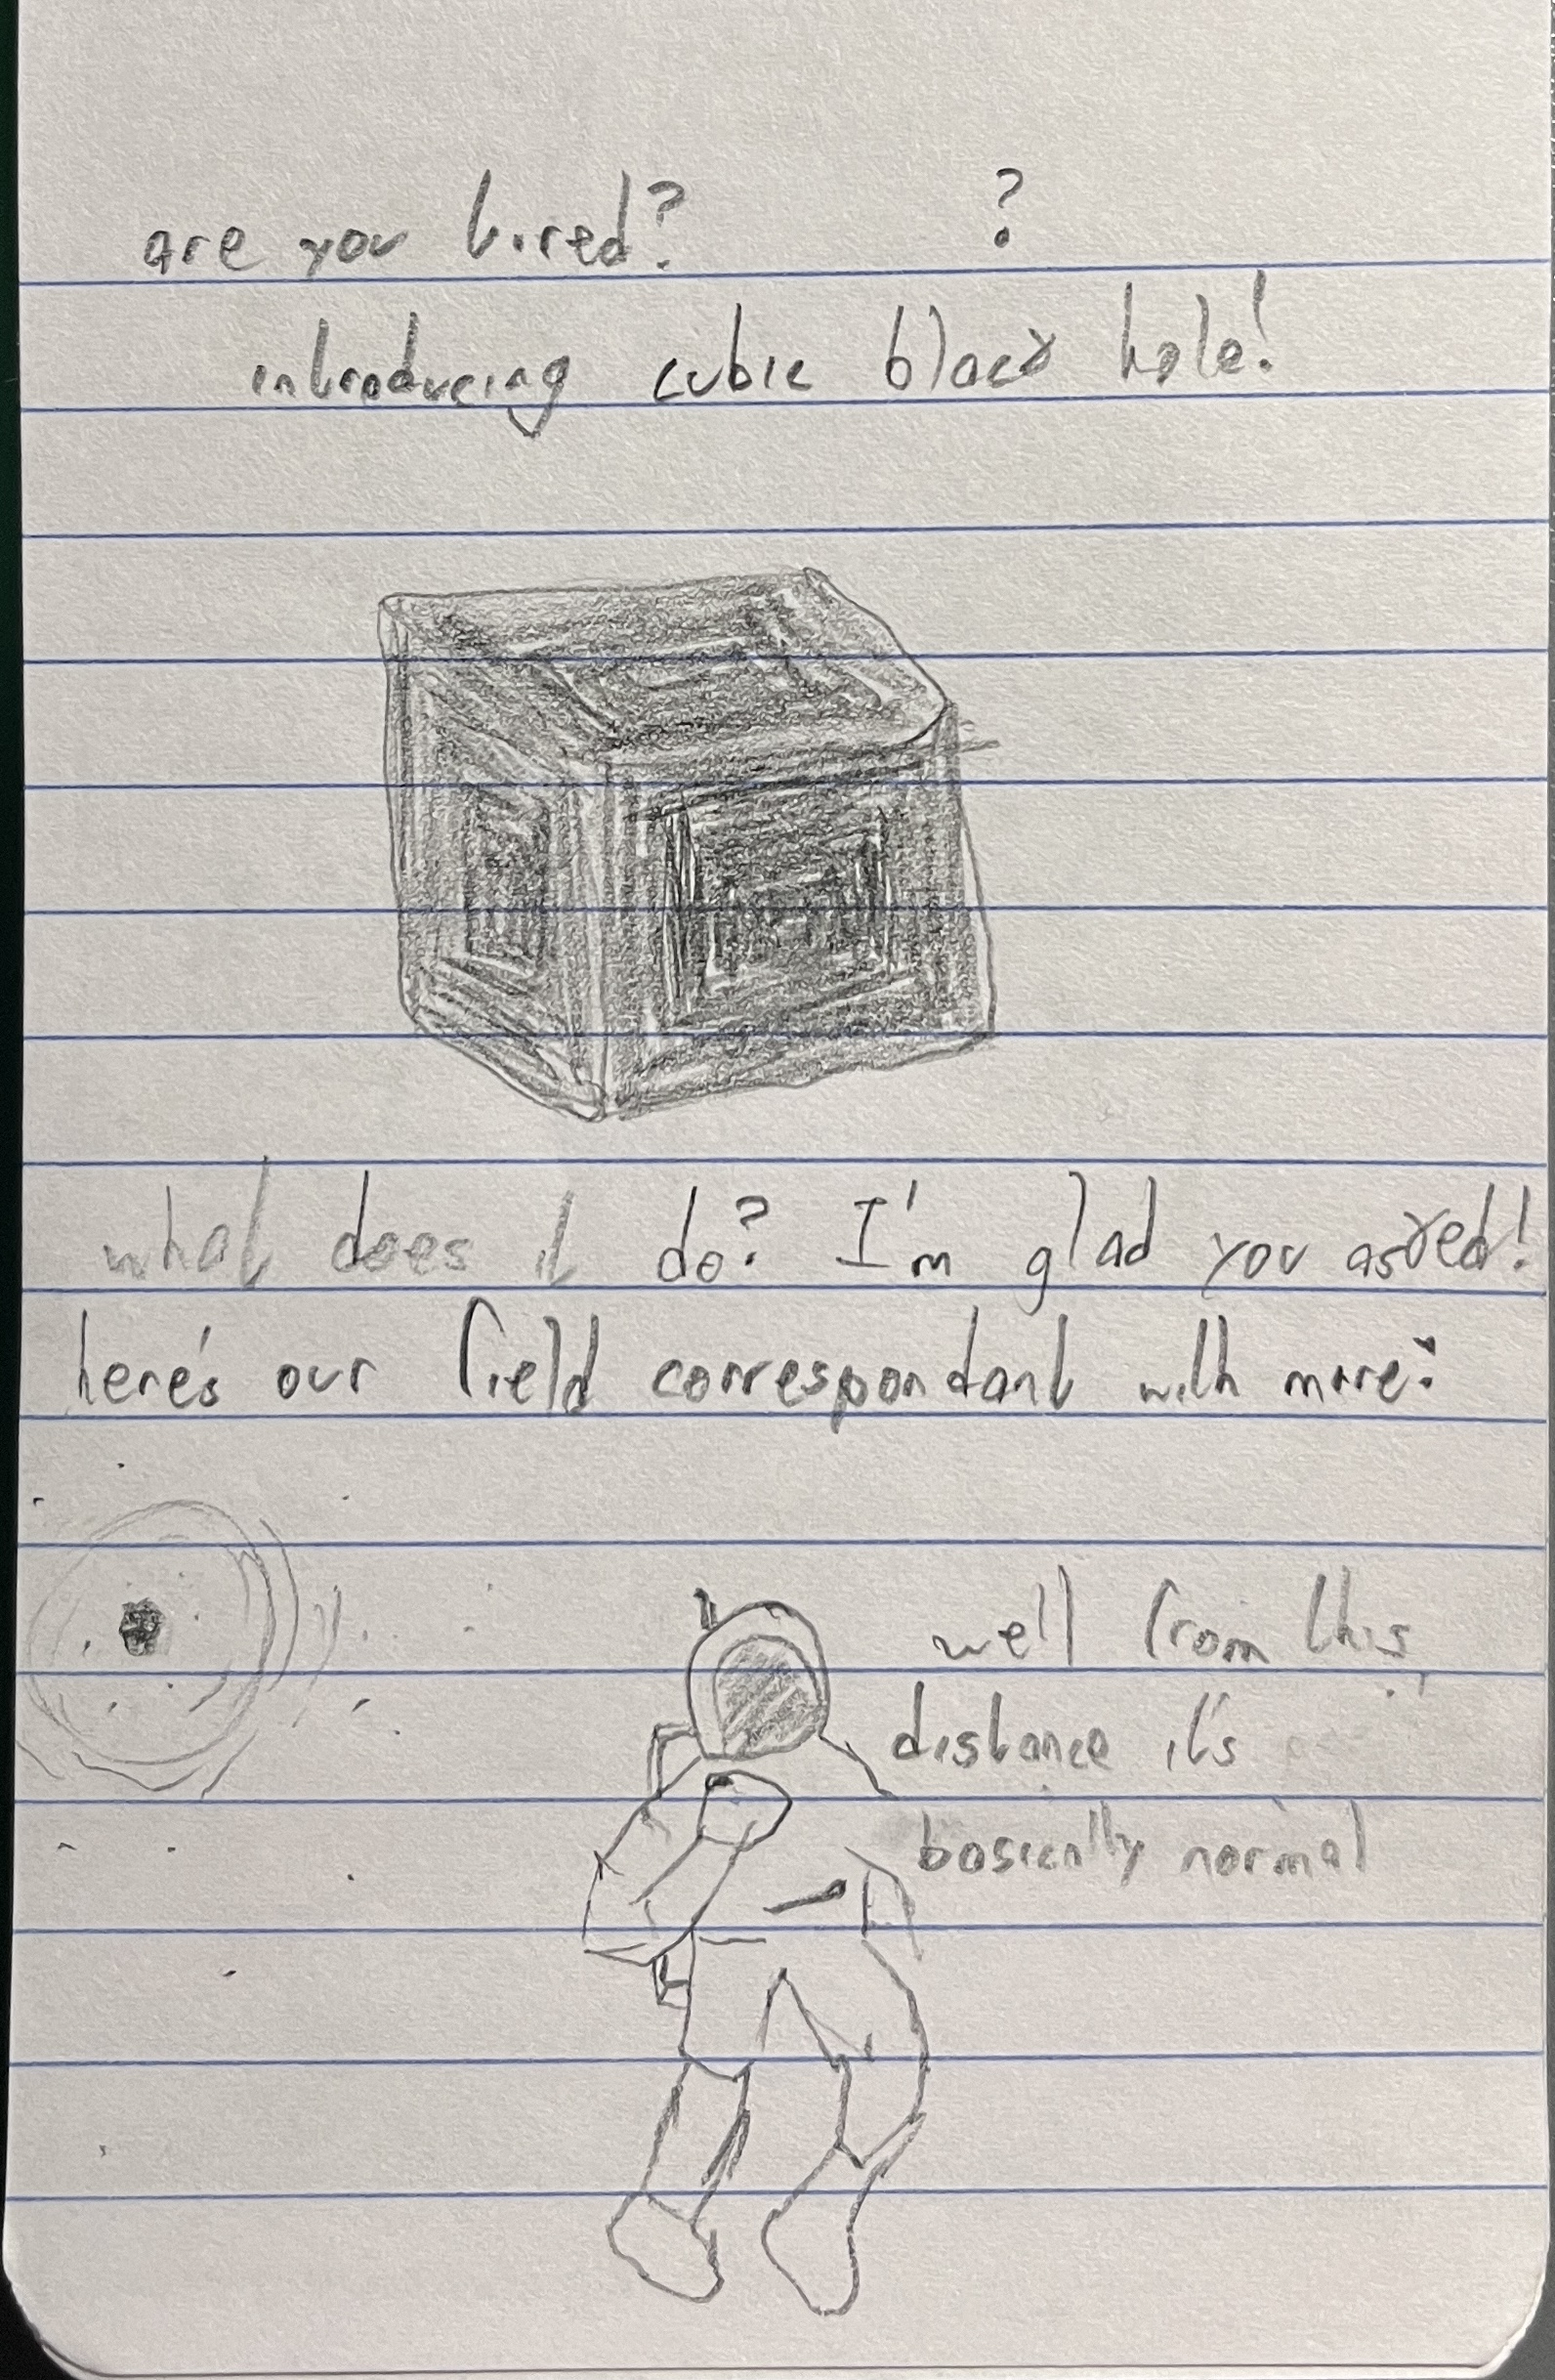 are you tired? ?
introducing cubic black hole!
what does it do? I'm glad you asked!
here's our field correspondant with more:
well from this
distance it's
basically normal